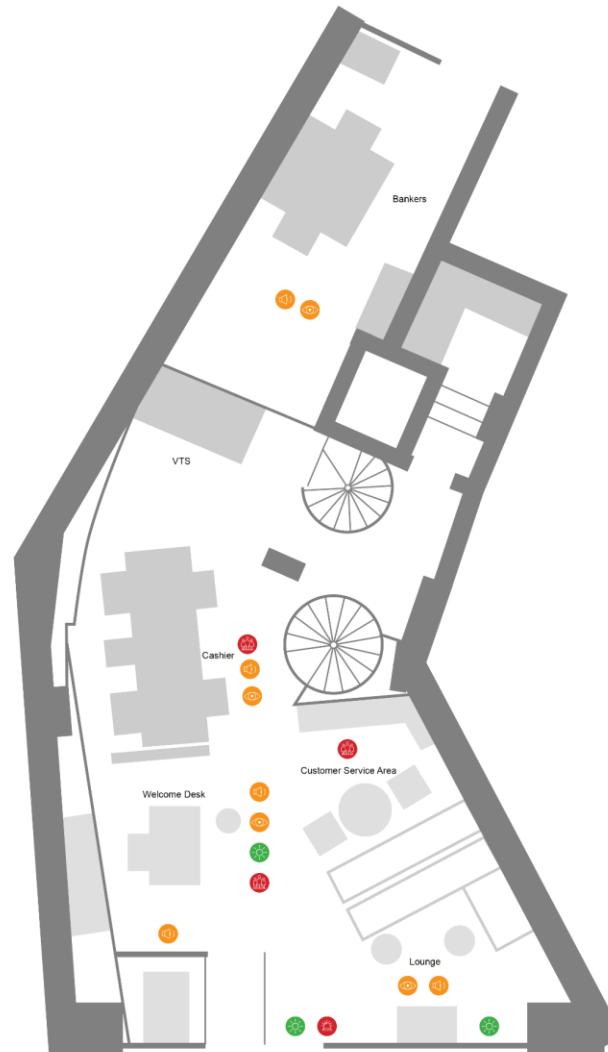 Bankers
VTS
Cashier
Customer Service Area
Welcome Desk
Lounge